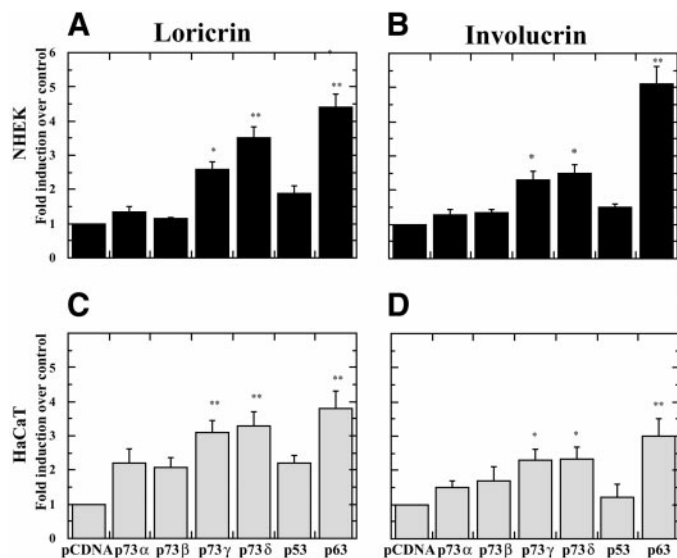 A
Loricrin
B
Involucrin
NHEK
Fold induction over control
6
5
4
3
2
1
0
*
**
**
*
*
**
C
D
HaCaT
Fold induction over control
5
4
3
2
1
0
**
**
**
*
*
**
pCDNA p73α p73β p73γ p73δ p53 p63
pCDNA p73α p73β p73γ p73δ p53 p63